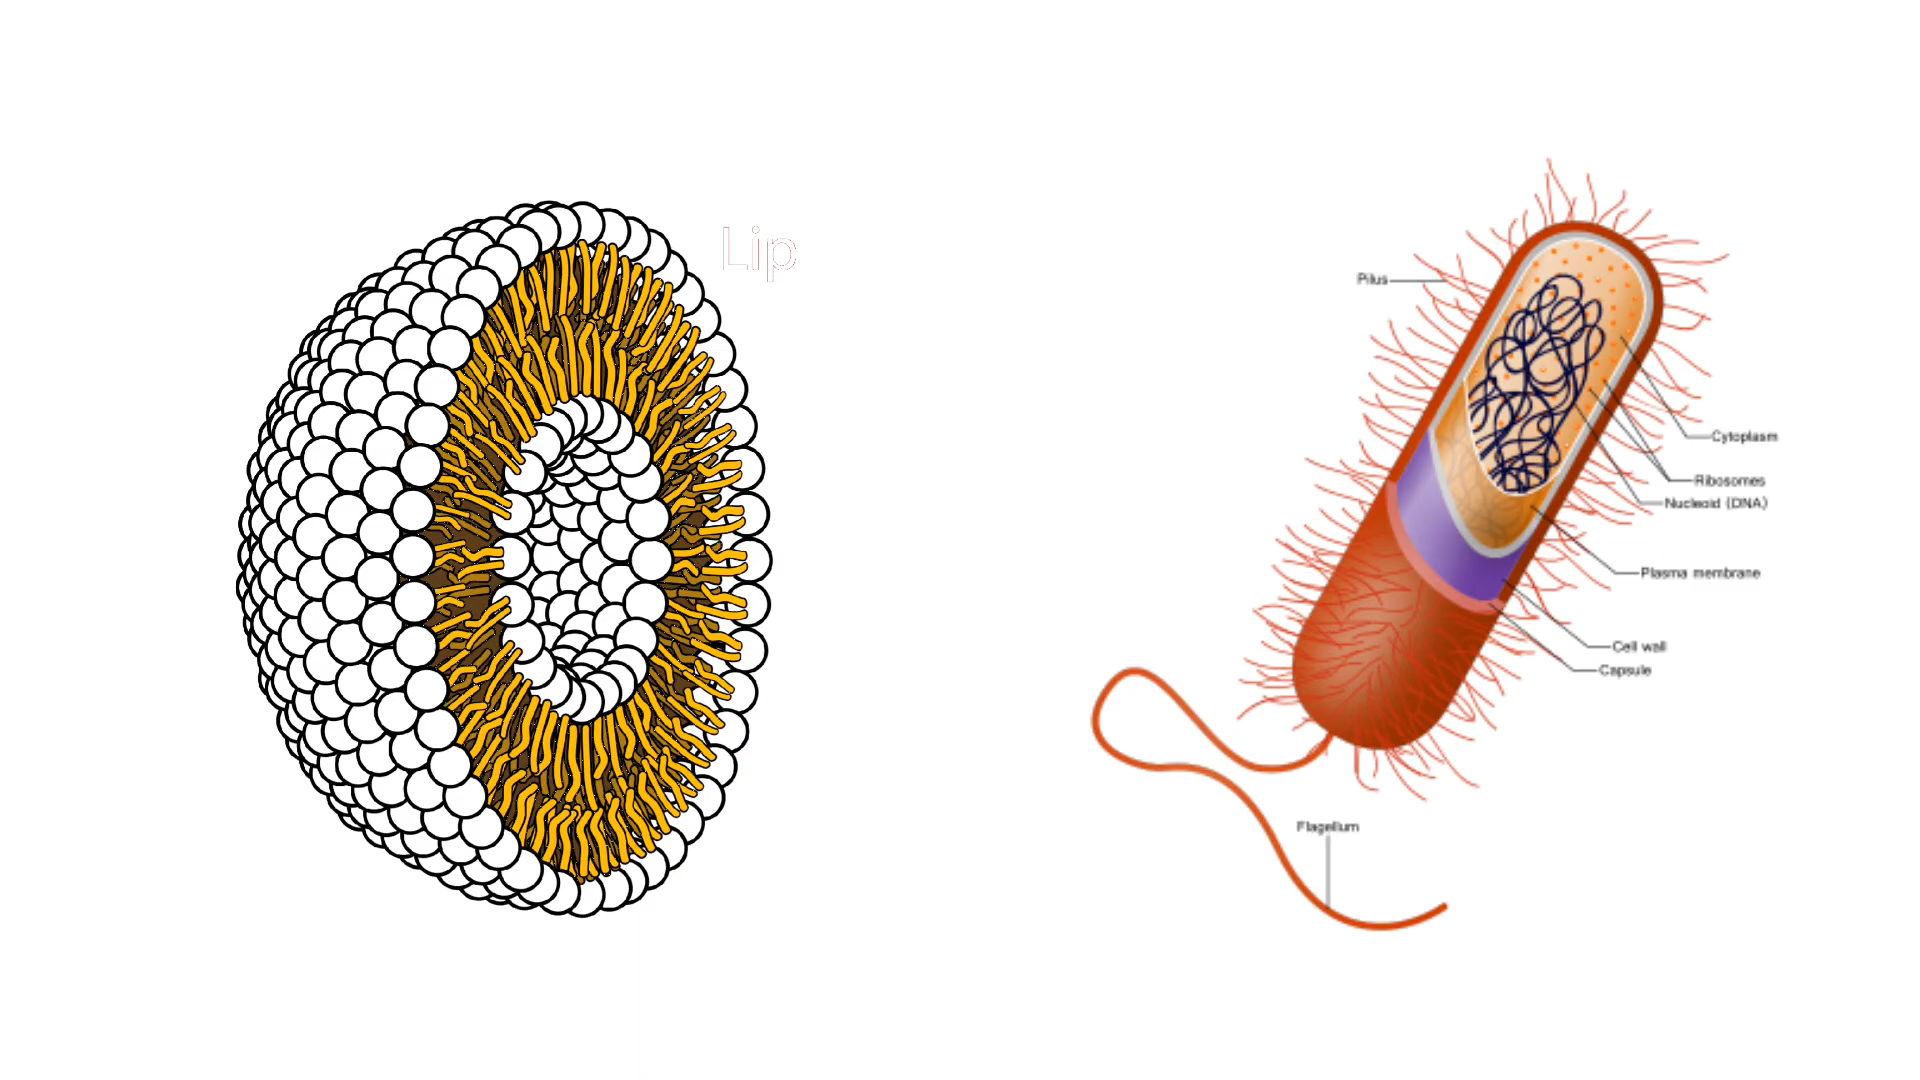 Lip
Pilus
Cytoplasm
Ribosomes
Nucleoid (DNA)
Plasma membrane
Cell wall
Capsule
Flagellum